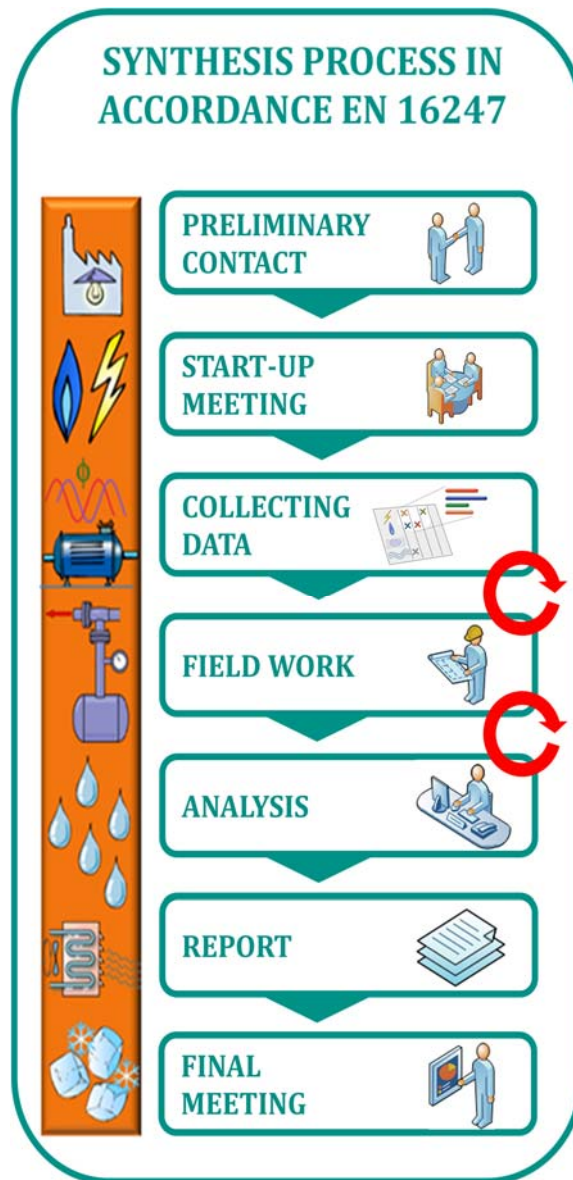 SYNTHESIS PROCESS IN
ACCORDANCE EN 16247
PRELIMINARY
CONTACT
START-UP
MEETING
ϕ
COLLECTING
DATA
FIELD WORK
ANALYSIS
REPORT
FINAL
MEETING